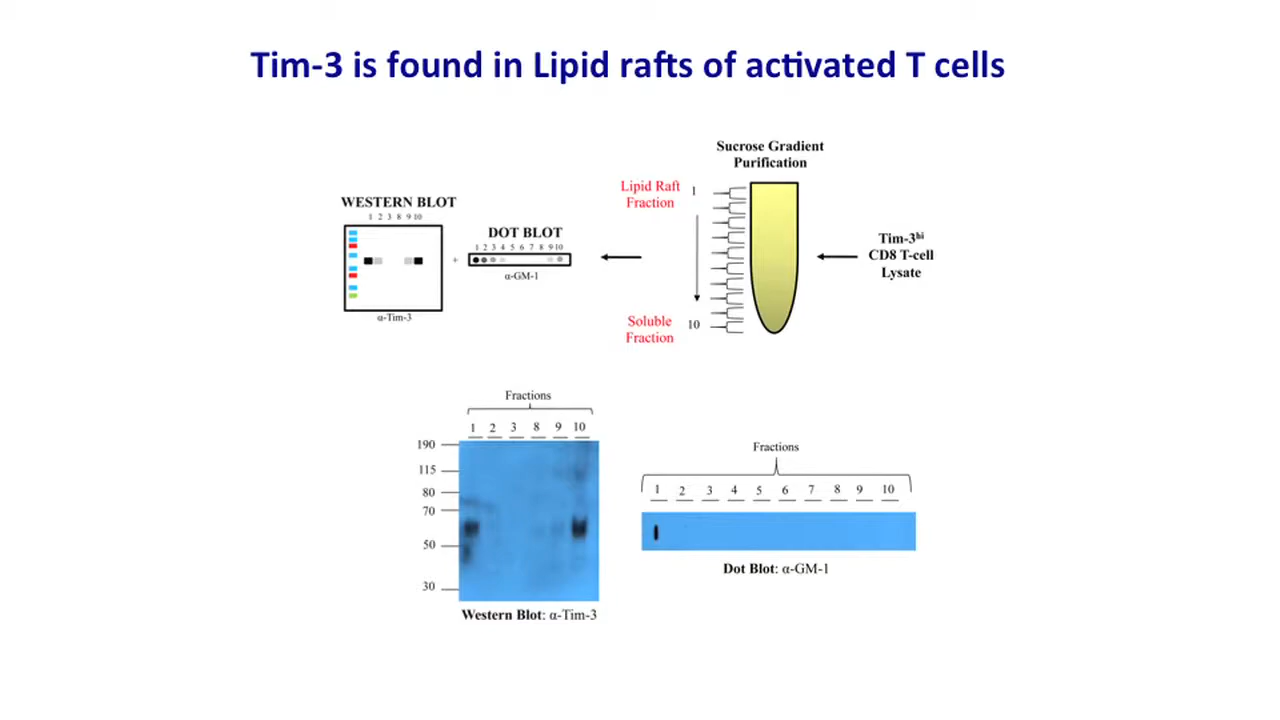 Tim-3 is found in Lipid rafts of activated T cells
Sucrose Gradient
Purification
Lipid Raft
Fraction
1
Soluble
Fraction
10
Tim-3hi
CD8 T-cell
Lysate
WESTERN BLOT
1 2 3 8 9 10
α-Tim-3
+
DOT BLOT
1 2 3 4 5 6 7 8 9 10
α-GM-1
Fractions
1 2 3 8 9 10
190
115
80
70
50
30
Western Blot: α-Tim-3
Fractions
1 2 3 4 5 6 7 8 9 10
Dot Blot: α-GM-1